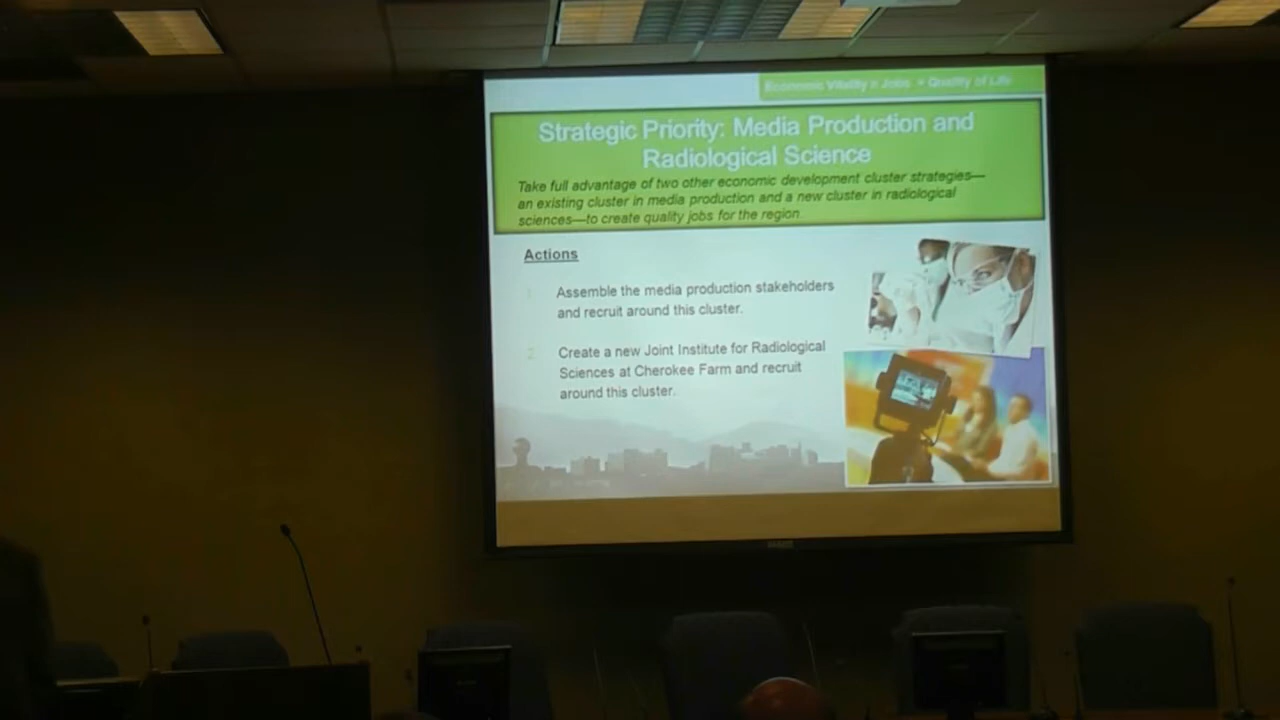 Economic Vitality = Jobs + Quality of Life
Strategic Priority: Media Production and
Radiological Science
Take full advantage of two other economic development cluster strategies—
an existing cluster in media production and a new cluster in radiological
sciences—to create quality jobs for the region.
Actions
1. Assemble the media production stakeholders
and recruit around this cluster.
2. Create a new Joint Institute for Radiological
Sciences at Cherokee Farm and recruit
around this cluster.